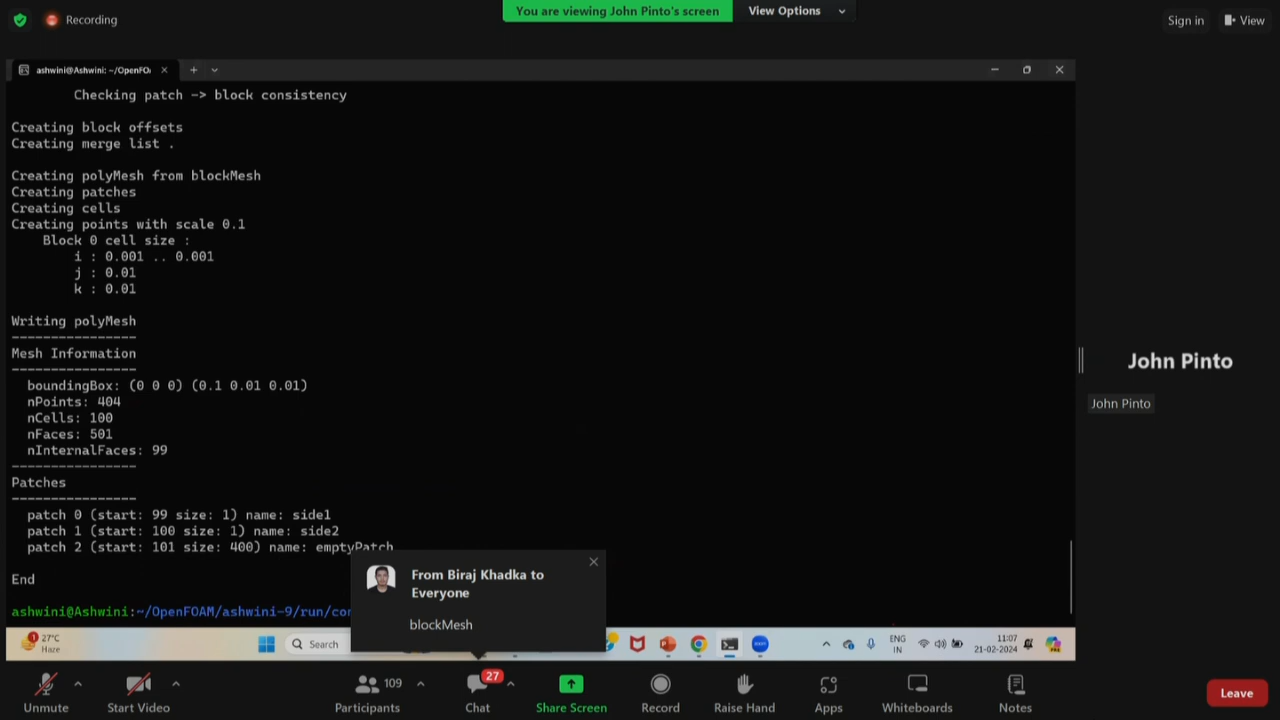 Recording
You are viewing John Pinto's screen
View Options
Sign in
View
ashwini@Ashwini: ~/OpenFO
Checking patch -> block consistency
Creating block offsets
Creating merge list .
Creating polyMesh from blockMesh
Creating patches
Creating cells
Creating points with scale 0.1
Block 0 cell size :
i : 0.001 .. 0.001
j : 0.01
k : 0.01
Writing polyMesh
----------------
Mesh Information
----------------
boundingBox: (0 0 0) (0.1 0.01 0.01)
nPoints: 404
nCells: 100
nFaces: 501
nInternalFaces: 99
----------------
Patches
----------------
patch 0 (start: 99 size: 1) name: side1
patch 1 (start: 100 size: 1) name: side2
patch 2 (start: 101 size: 400) name: emptyPatch
End
ashwini@Ashwini:~/OpenFOAM/ashwini-9/run/con
From Biraj Khadka to
Everyone
blockMesh
John Pinto
John Pinto
1
27°C
Haze
Search
ENG
IN
11:07
21-02-2024
Unmute
Start Video
109
Participants
27
Chat
Share Screen
Record
Raise Hand
Apps
Whiteboards
Notes
Leave